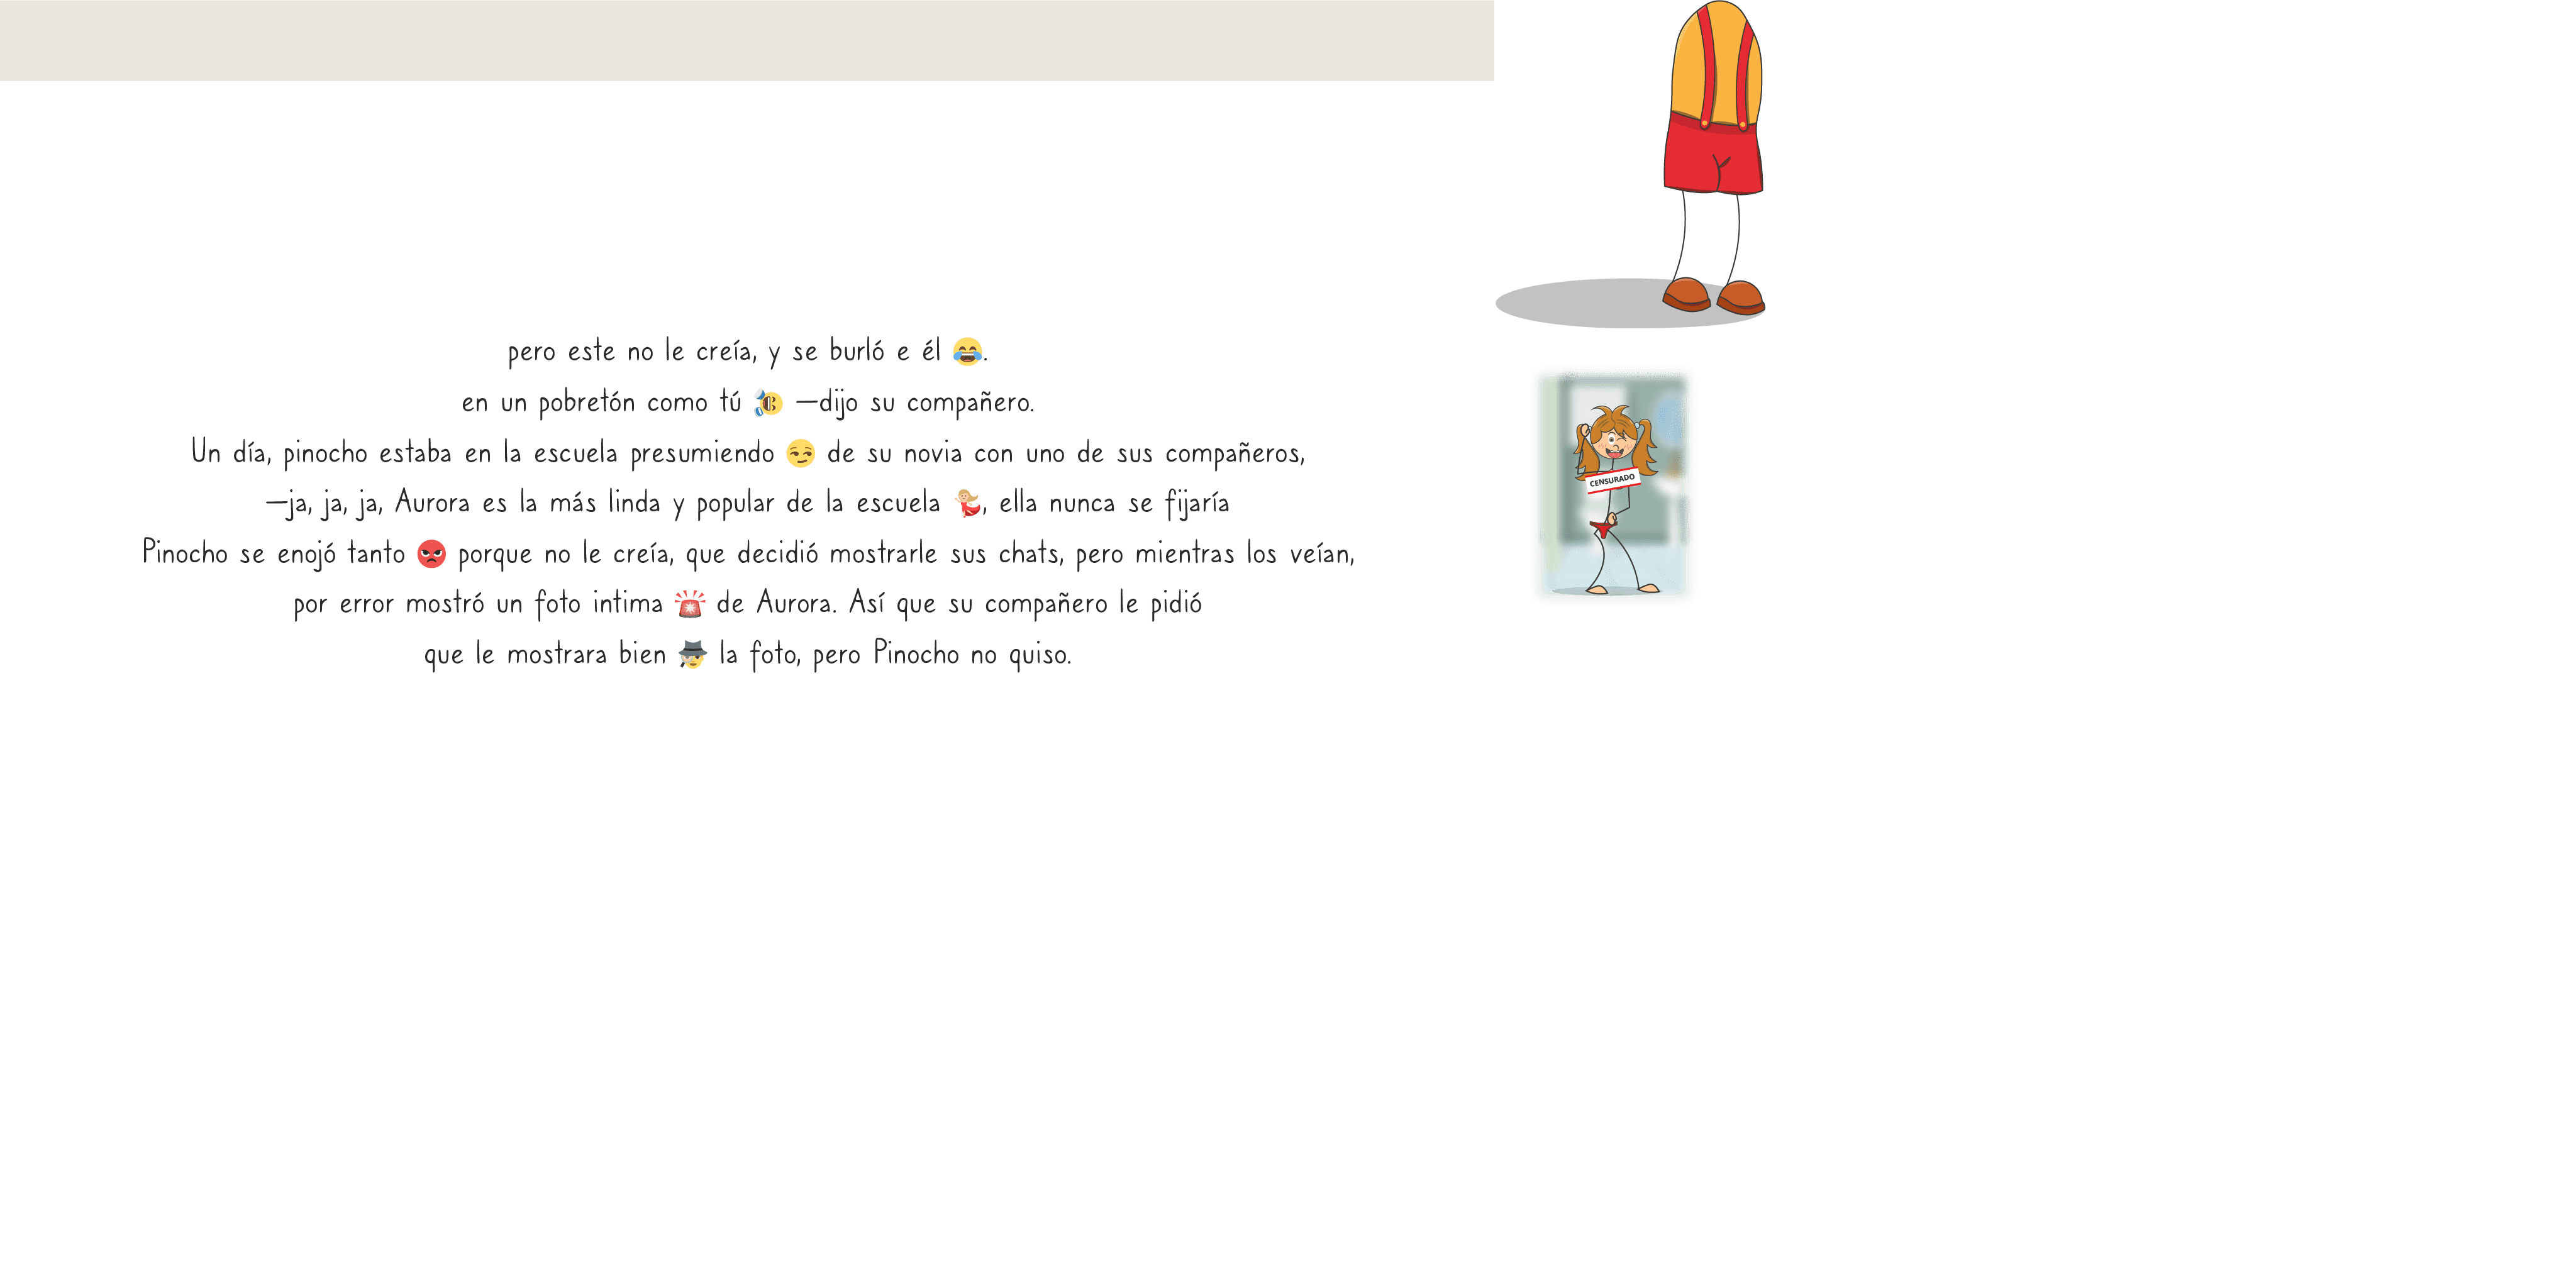 pero este no le creía, y se burló e él 😂.
en un pobretón como tú —dijo su compañero.
Un día, pinocho estaba en la escuela presumiendo 😏 de su novia con uno de sus compañeros,
—ja, ja, ja, Aurora es la más linda y popular de la escuela, ella nunca se fijaría
Pinocho se enojó tanto 😡 porque no le creía, que decidió mostrarle sus chats, pero mientras los veían,
por error mostró un foto intima 🚨 de Aurora. Así que su compañero le pidió
que le mostrara bien la foto, pero Pinocho no quiso.
CENSURADO